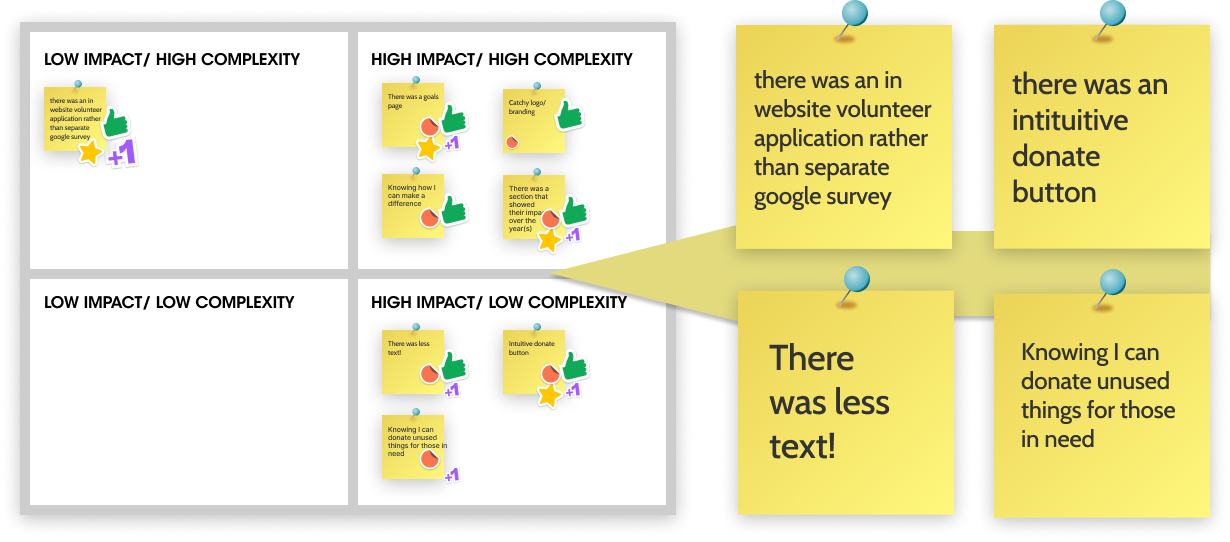 LOW IMPACT/ HIGH COMPLEXITY
there was an in
website volunteer
application rather
than separate
google survey
+1
HIGH IMPACT/ HIGH COMPLEXITY
There was a goals
page
+1
Catchy logo/
branding
Knowing how I
can make a
difference
There was a
section that
showed
their impac
over the
year(s)
+1
LOW IMPACT/ LOW COMPLEXITY
HIGH IMPACT/ LOW COMPLEXITY
There was less
text!
+1
Intuitive donate
button
+1
Knowing I can
donate unused
things for those in
need
+1
there was an in
website volunteer
application rather
than separate
google survey
there was an
intituitive
donate
button
There
was less
text!
Knowing I can
donate unused
things for those
in need